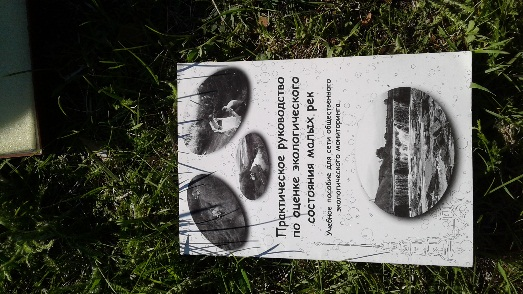 Практическое руководство
по оценке экологического
состояния малых рек
Учебное пособие для сети общественного
экологического мониторинга.